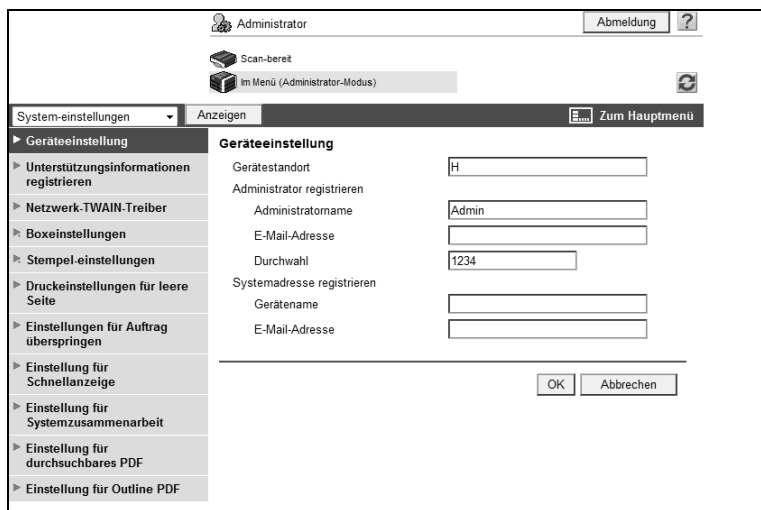 Administrator
Abmeldung
?
Scan-bereit
Im Menü (Administrator-Modus)
System-einstellungen
Anzeigen
Zum Hauptmenü
Geräteeinstellung
Unterstützungsinformationen
registrieren
Netzwerk-TWAIN-Treiber
Boxeinstellungen
Stempel-einstellungen
Druckeinstellungen für leere
Seite
Einstellungen für Auftrag
überspringen
Einstellung für
Schnellanzeige
Einstellung für
Systemzusammenarbeit
Einstellung für
durchsuchbares PDF
Einstellung für Outline PDF
Geräteeinstellung
Gerätestandort H
Administrator registrieren
Administratorname Admin
E-Mail-Adresse
Durchwahl 1234
Systemadresse registrieren
Gerätename
E-Mail-Adresse
OK Abbrechen